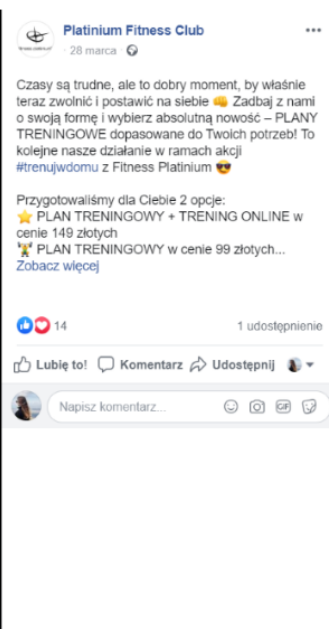 Platinium Fitness Club
28 marca
Czasy są trudne, ale to dobry moment, by właśnie
teraz zwolnić i postawić na siebie 👊 Zadbaj z nami
o swoją formę i wybierz absolutną nowość – PLANY
TRENINGOWE dopasowane do Twoich potrzeb! To
kolejne nasze działanie w ramach akcji
#trenujwdomu z Fitness Platinium 😎
Przygotowaliśmy dla Ciebie 2 opcje:
⭐ PLAN TRENINGOWY + TRENING ONLINE w
cenie 149 złotych
🏋 PLAN TRENINGOWY w cenie 99 złotych...
Zobacz więcej
14
1 udostępnienie
Lubię to! Komentarz Udostępnij
Napisz komentarz...
GIF